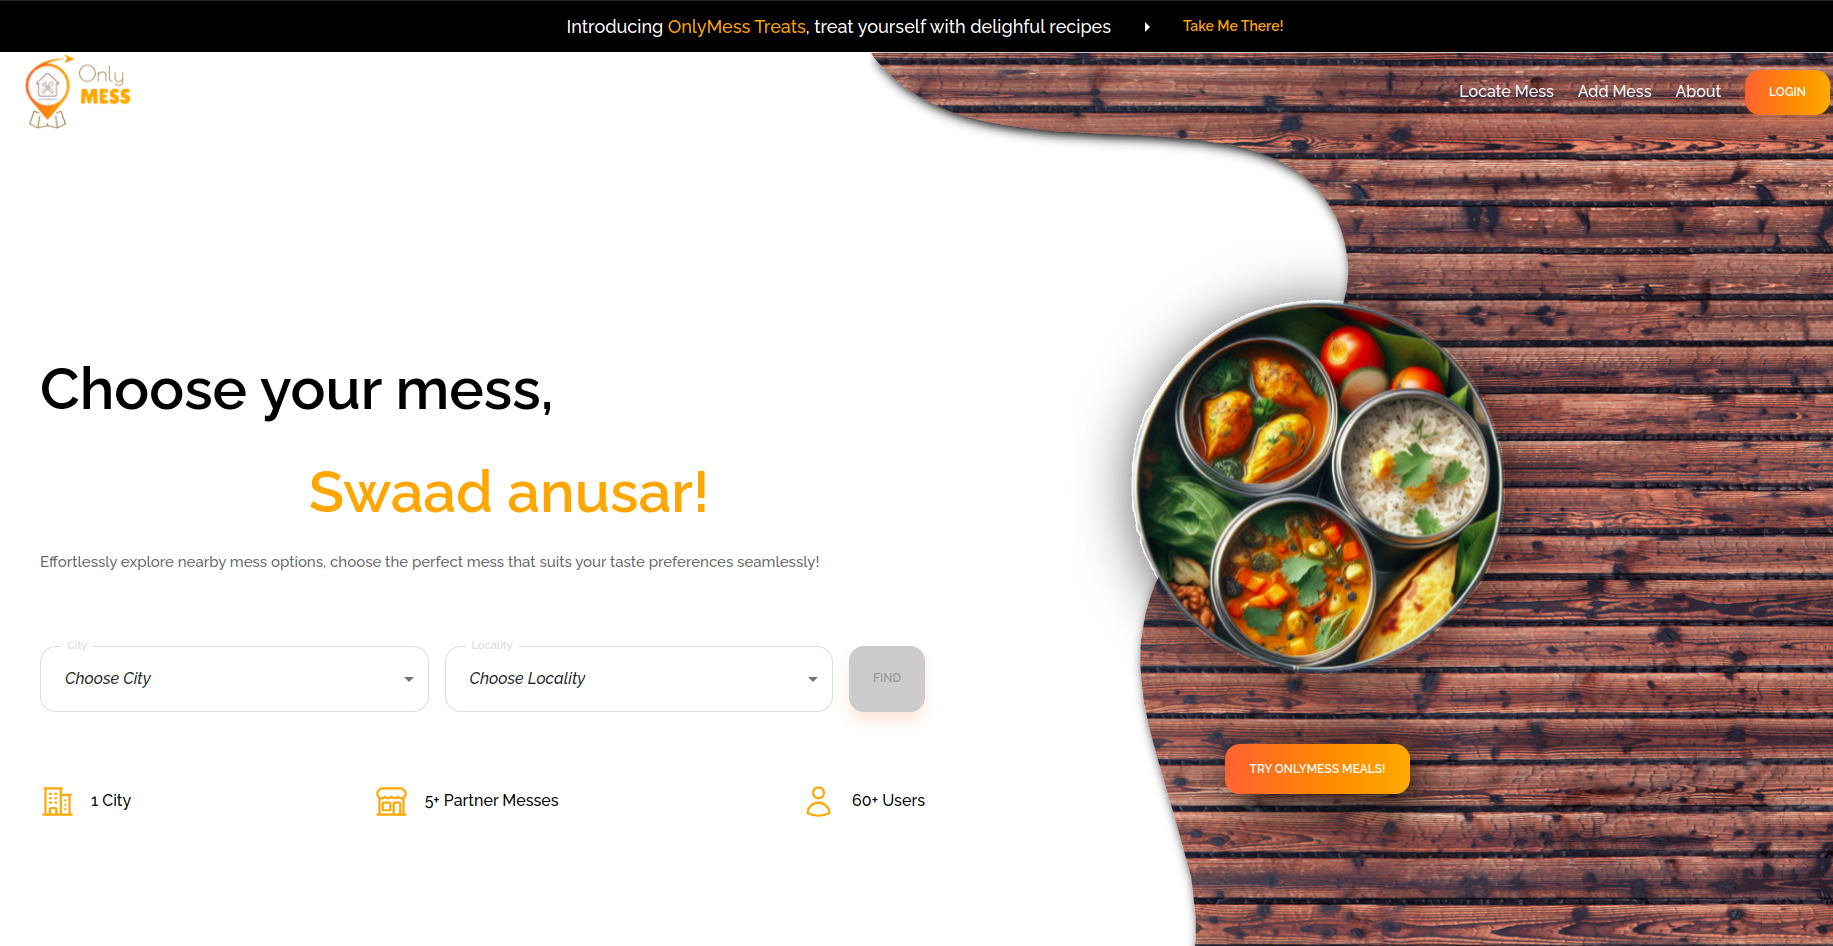 Introducing OnlyMess Treats, treat yourself with delighful recipes
Take Me There!
Only
MESS
Locate Mess
Add Mess
About
LOGIN
Choose your mess,
Swaad anusar!
Effortlessly explore nearby mess options, choose the perfect mess that suits your taste preferences seamlessly!
City
Choose City
Locality
Choose Locality
FIND
1 City
5+ Partner Messes
60+ Users
TRY ONLYMESS MEALS!